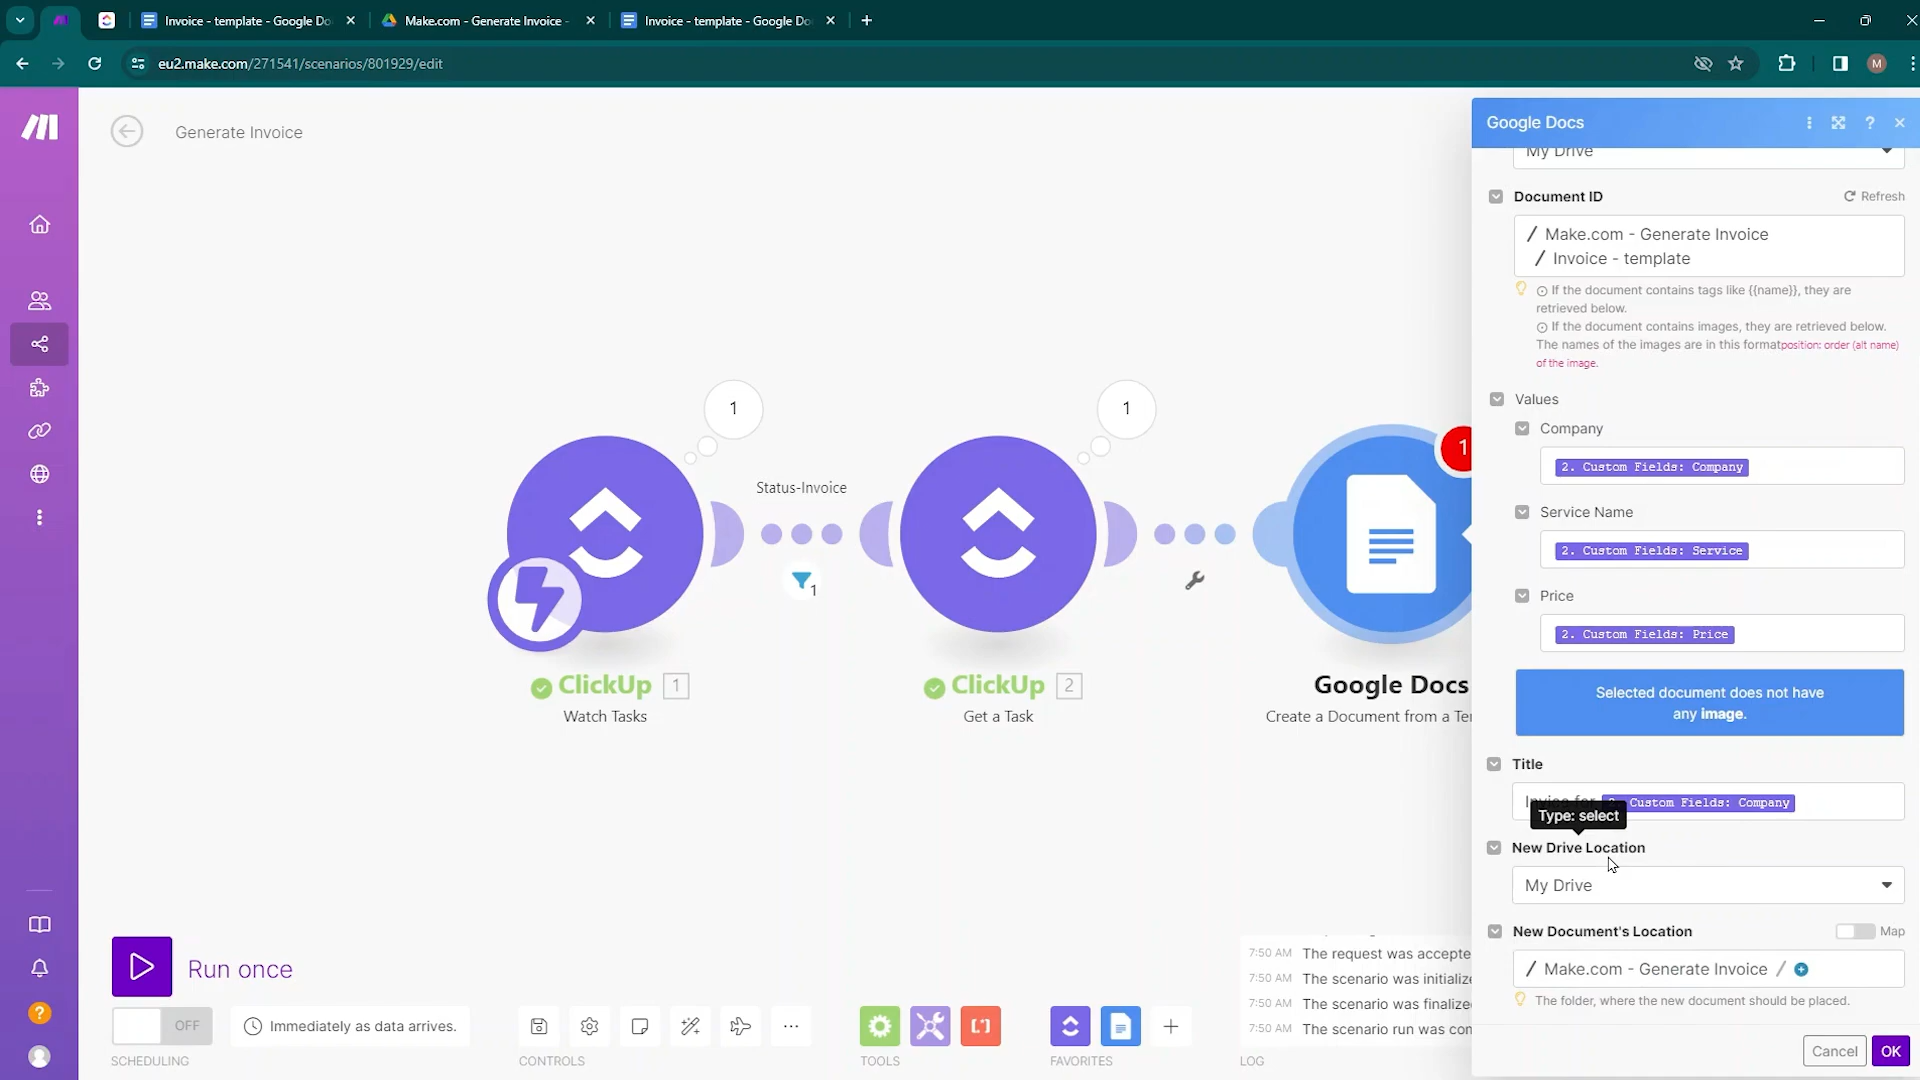 Invoice - template - Google Do
Make.com - Generate Invoice -
Invoice - template - Google Do
eu2.make.com/271541/scenarios/801929/edit
M
Generate Invoice
Google Docs
My Drive
Document ID
Refresh
/ Make.com - Generate Invoice
/ Invoice - template
If the document contains tags like {{name}}, they are
retrieved below.
If the document contains images, they are retrieved below.
The names of the images are in this formatposition: order (alt name)
of the image.
Values
Company
2. Custom Fields: Company
Service Name
2. Custom Fields: Service
Price
2. Custom Fields: Price
Selected document does not have
any image.
Title
Custom Fields: Company
Type: select
New Drive Location
My Drive
New Document's Location
Map
/ Make.com - Generate Invoice /
The folder, where the new document should be placed.
Cancel
OK
1
1
1
Status-Invoice
1
ClickUp 1
Watch Tasks
ClickUp 2
Get a Task
Google Docs
Create a Document from a Te
Run once
OFF
Immediately as data arrives.
SCHEDULING
CONTROLS
TOOLS
FAVORITES
LOG
7:50 AM The request was accepte
7:50 AM The scenario was initialize
7:50 AM The scenario was finalize
7:50 AM The scenario run was con